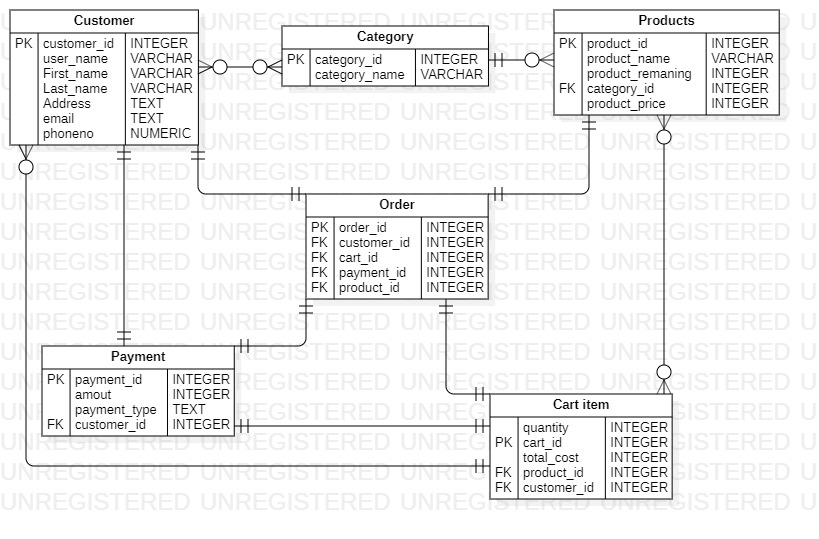 Customer
PK customer_id INTEGER
user_name VARCHAR
First_name VARCHAR
Last_name VARCHAR
Address TEXT
email TEXT
phoneno NUMERIC
Category
PK category_id INTEGER
category_name VARCHAR
Products
PK product_id INTEGER
product_name VARCHAR
product_remaning INTEGER
FK category_id INTEGER
product_price INTEGER
Order
PK order_id INTEGER
FK customer_id INTEGER
FK cart_id INTEGER
FK payment_id INTEGER
FK product_id INTEGER
Payment
PK payment_id INTEGER
amout INTEGER
payment_type TEXT
FK customer_id INTEGER
Cart item
quantity INTEGER
PK cart_id INTEGER
total_cost INTEGER
FK product_id INTEGER
FK customer_id INTEGER
UNREGISTERED UNREGISTERED UNREGISTERED UNREGISTERED